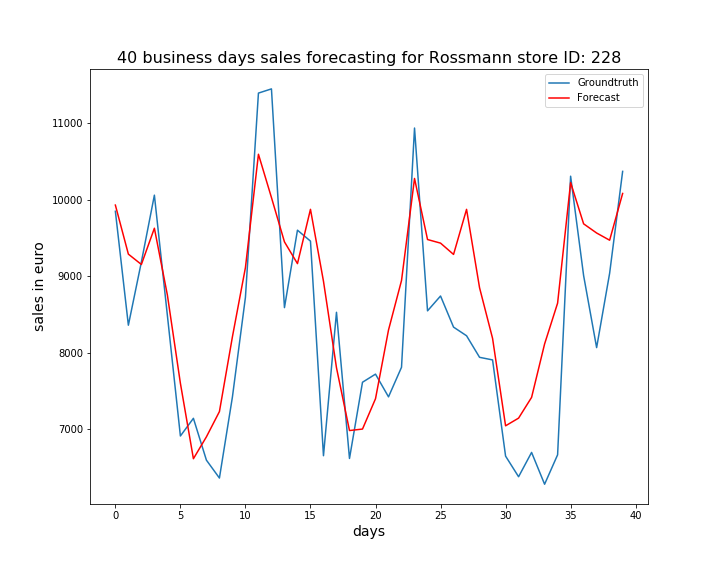 40 business days sales forecasting for Rossmann store ID: 228
Groundtruth
Forecast
11000
10000
9000
8000
7000
sales in euro
0 5 10 15 20 25 30 35 40
days